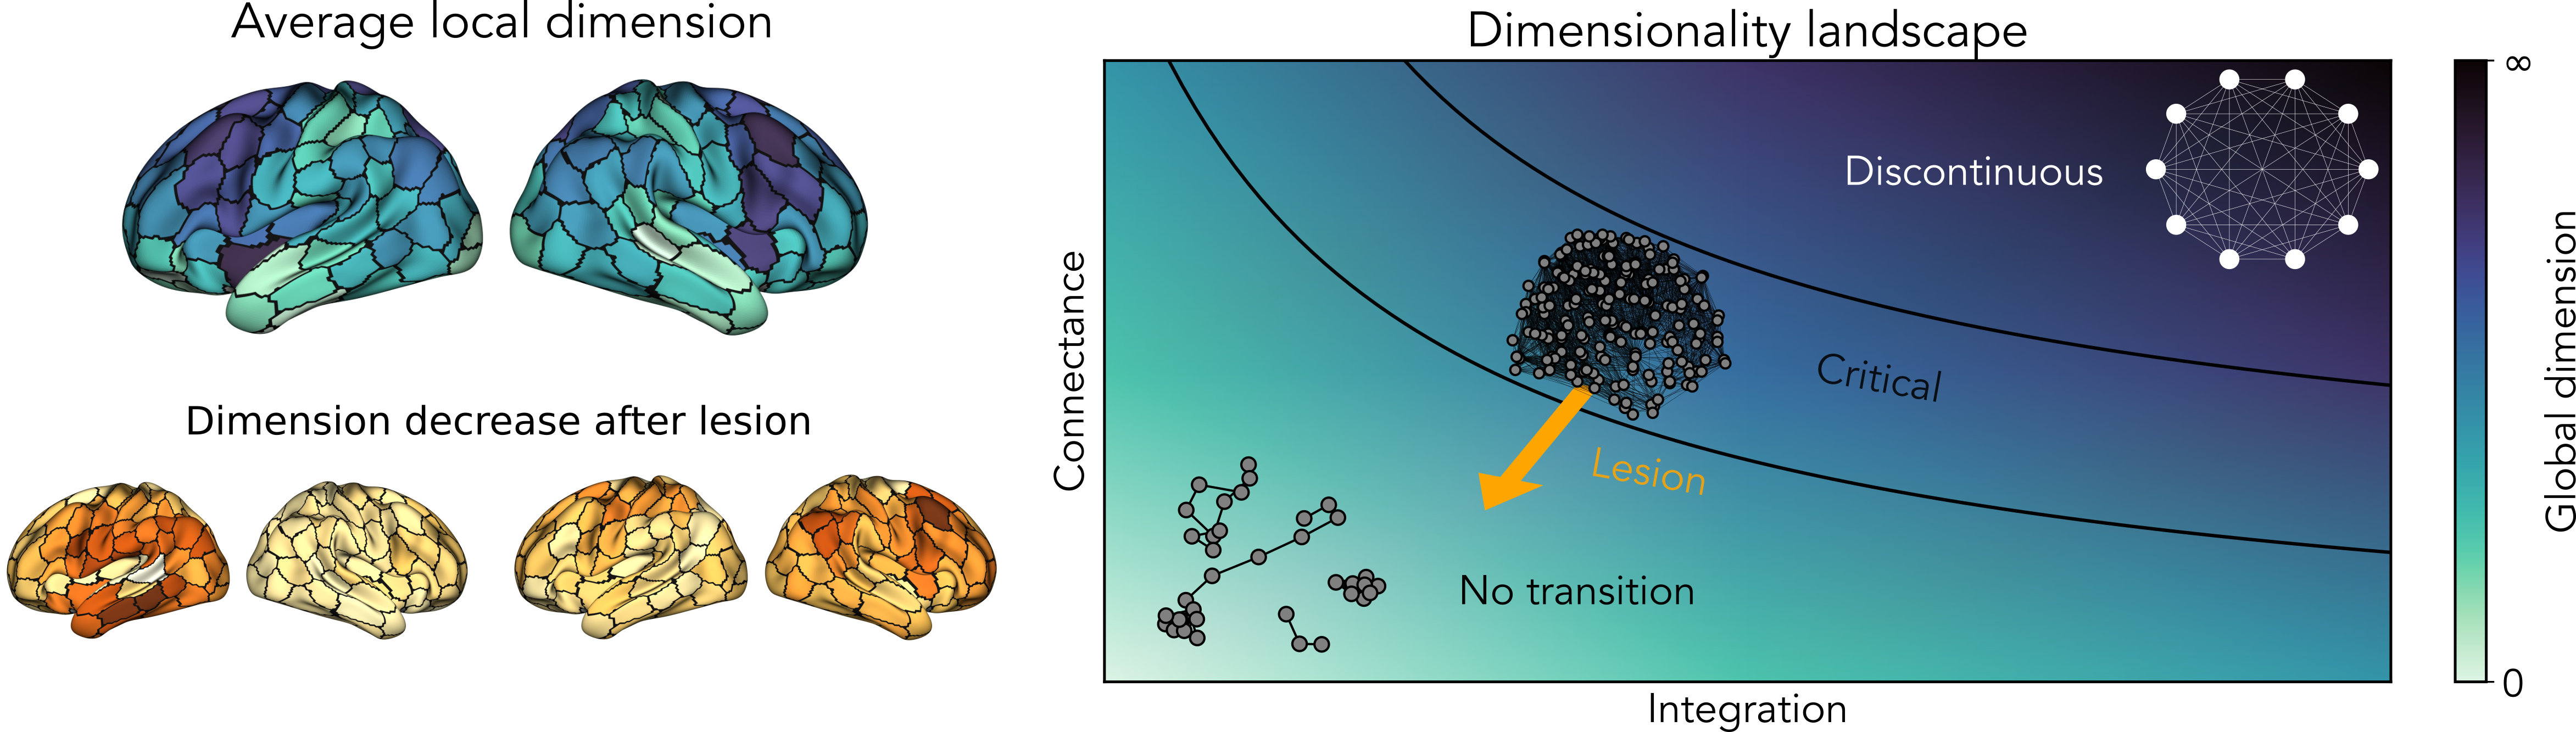 Average local dimension
Dimension decrease after lesion
Dimensionality landscape
Connectance
Discontinuous
Critical
Lesion
No transition
Integration
∞
0
Global dimension